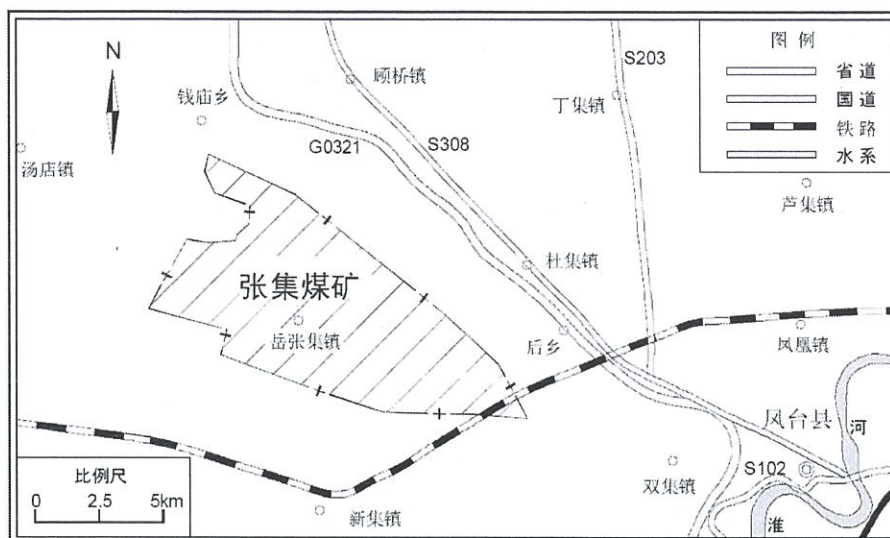 N
钱庙乡
汤店镇
顾桥镇
G0321
S308
S203
丁集镇
图例
省道
国道
铁路
水系
芦集镇
杜集镇
张集煤矿
岳张集镇
后乡
凤凰镇
凤台县
河
双集镇
S102
淮
新集镇
比例尺
0 2.5 5km